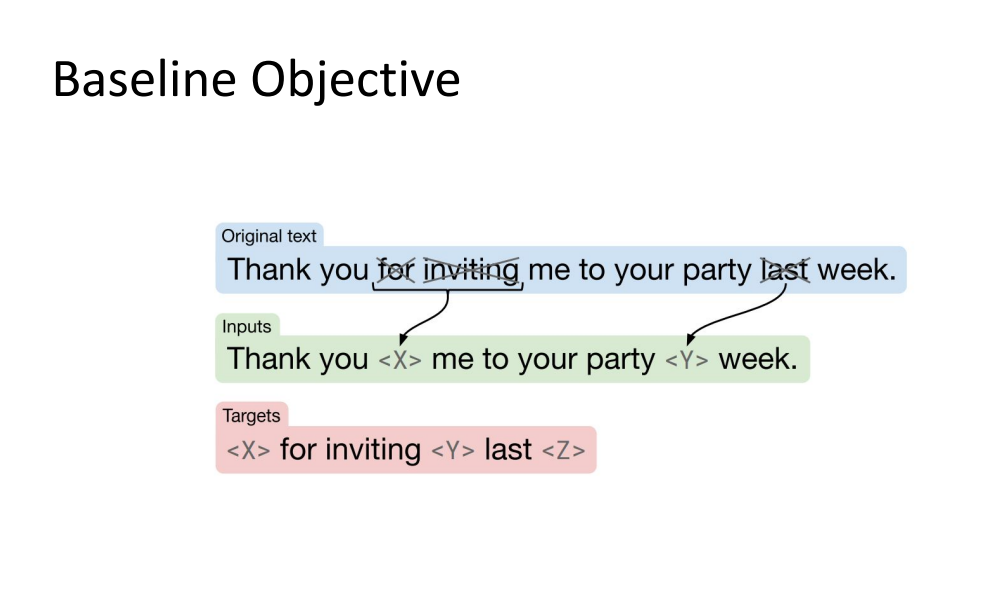 Baseline Objective
Original text
Thank you for inviting me to your party last week.
Inputs
Thank you <X> me to your party <Y> week.
Targets
<X> for inviting <Y> last <Z>